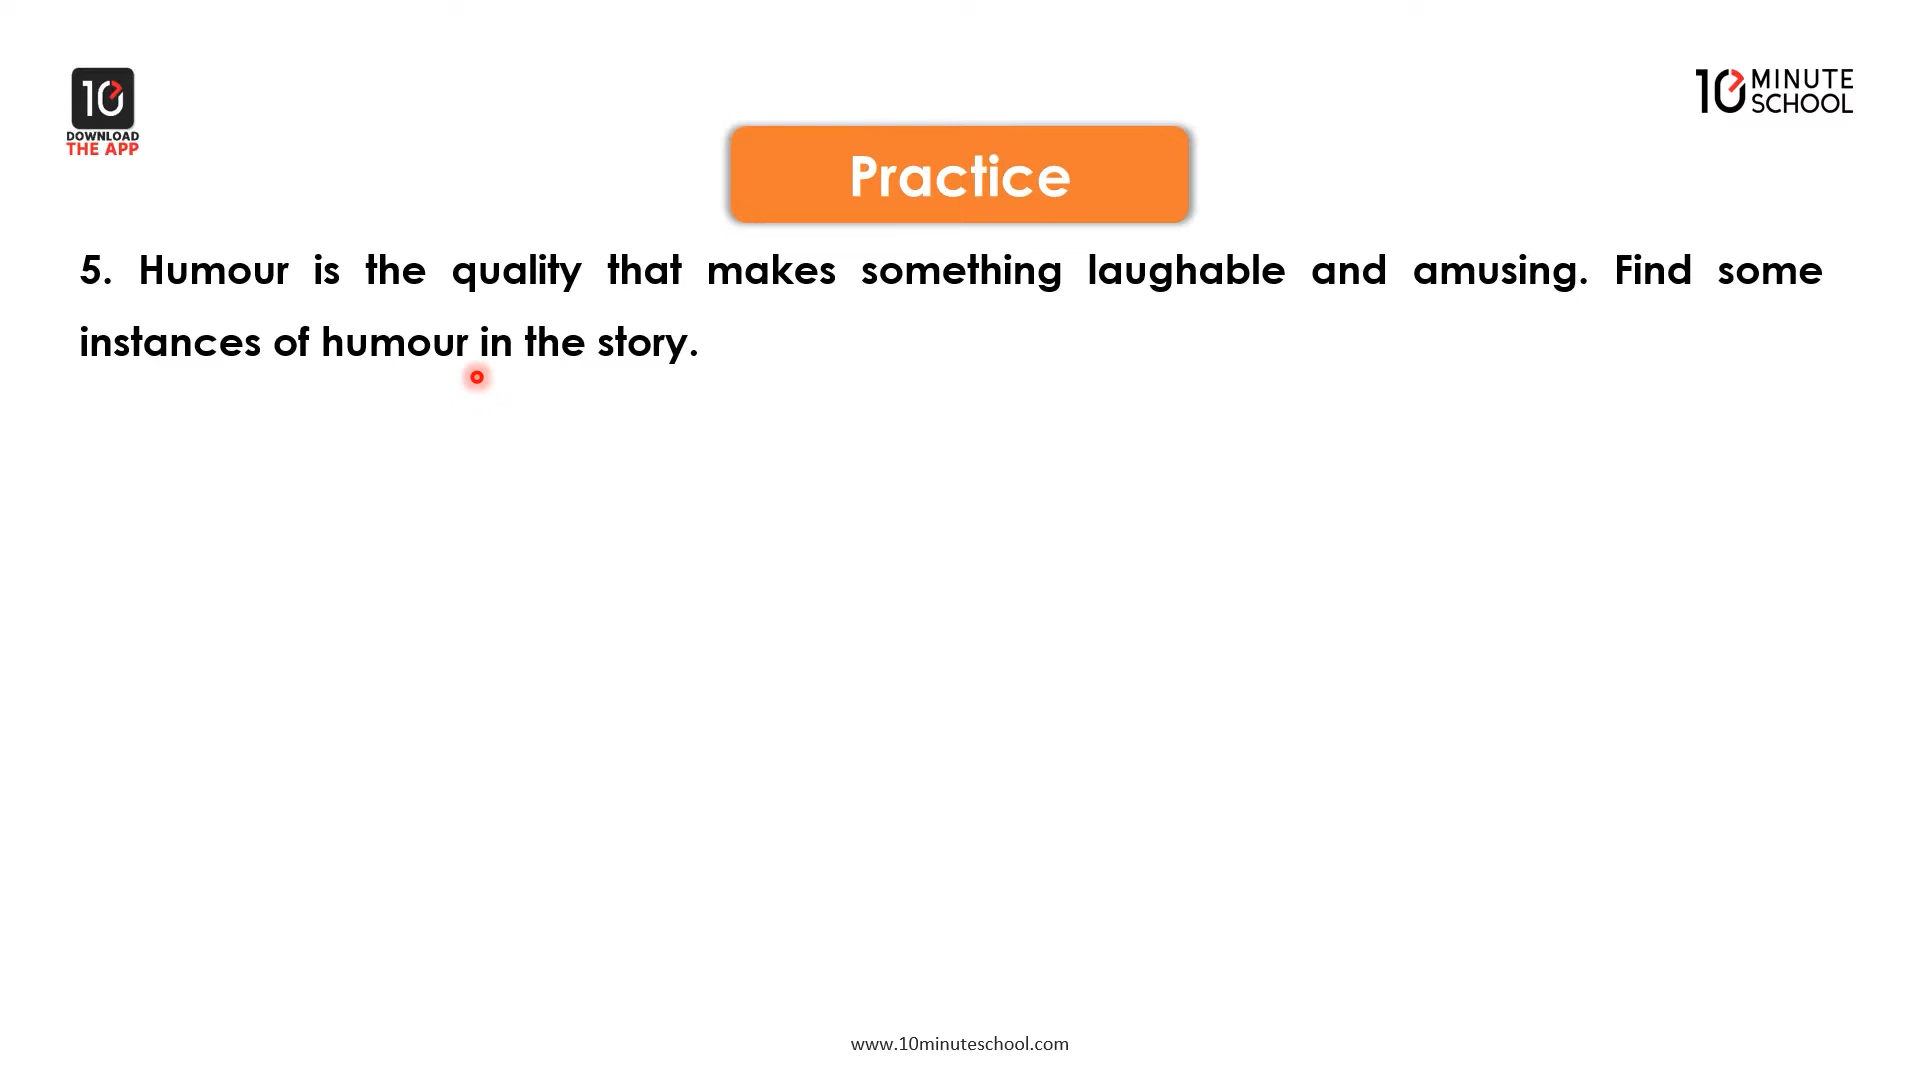 10
DOWNLOAD
THE APP
10 MINUTE
SCHOOL
Practice
5. Humour is the quality that makes something laughable and amusing. Find some
instances of humour in the story.
www.10minuteschool.com